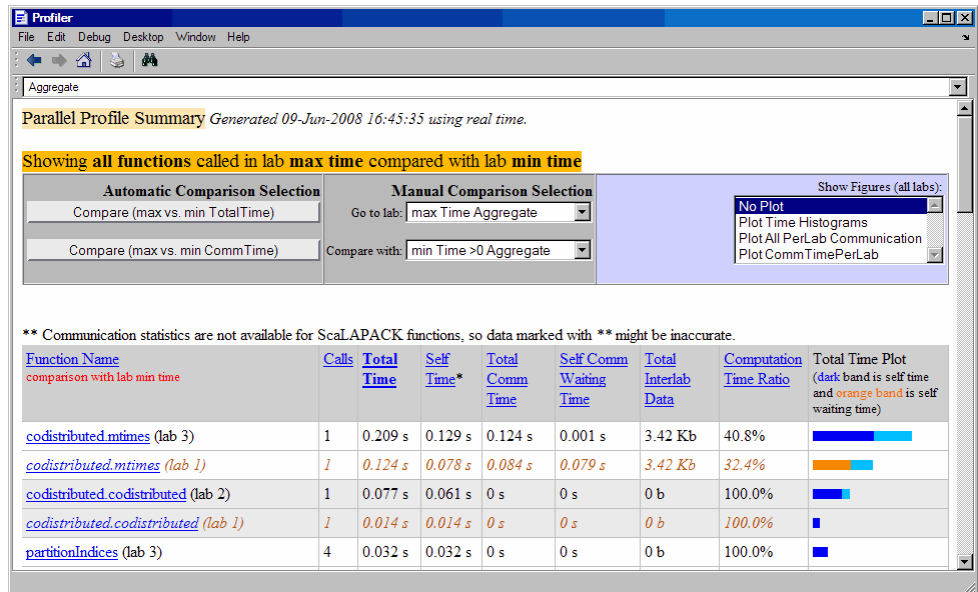 Profiler
File Edit Debug Desktop Window Help
Aggregate
Parallel Profile Summary Generated 09-Jun-2008 16:45:35 using real time.
Showing all functions called in lab max time compared with lab min time
Automatic Comparison Selection
Compare (max vs. min TotalTime)
Compare (max vs. min CommTime)
Manual Comparison Selection
Go to lab: max Time Aggregate
Compare with: min Time >0 Aggregate
Show Figures (all labs):
No Plot
Plot Time Histograms
Plot All PerLab Communication
Plot CommTimePerLab
** Communication statistics are not available for ScaLAPACK functions, so data marked with ** might be inaccurate.
Function Name
comparison with lab min time
Calls
Total
Time
Self
Time*
Total
Comm
Time
Self Comm
Waiting
Time
Total
Interlab
Data
Computation
Time Ratio
Total Time Plot
(dark band is self time
and orange band is self
waiting time)
codistributed.mtimes (lab 3) 1 0.209 s 0.129 s 0.124 s 0.001 s 3.42 Kb 40.8%
codistributed.mtimes (lab 1) 1 0.124 s 0.078 s 0.084 s 0.079 s 3.42 Kb 32.4%
codistributed.codistributed (lab 2) 1 0.077 s 0.061 s 0 s 0 s 0 b 100.0%
codistributed.codistributed (lab 1) 1 0.014 s 0.014 s 0 s 0 s 0 b 100.0%
partitionIndices (lab 3) 4 0.032 s 0.032 s 0 s 0 s 0 b 100.0%